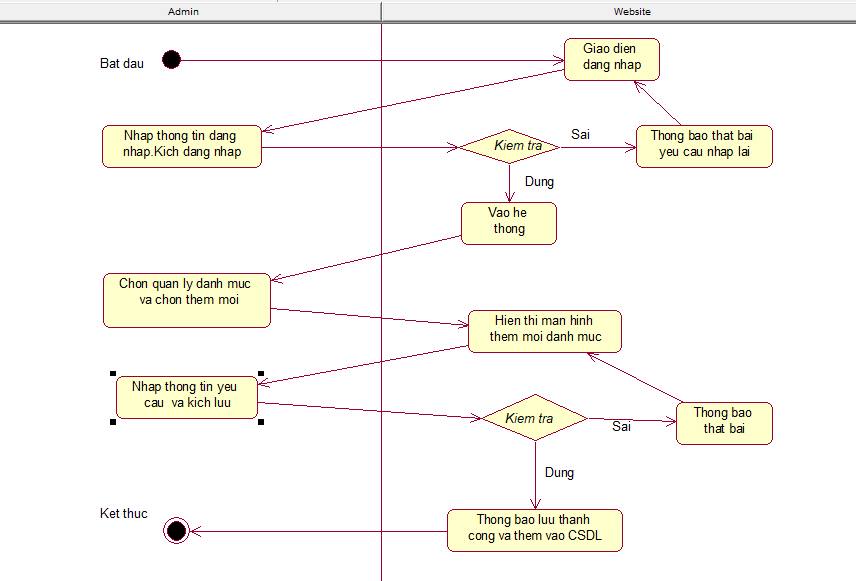 Admin
Website
Bat dau
Giao dien
dang nhap
Nhap thong tin dang
nhap.Kich dang nhap
Kiem tra
Sai
Thong bao that bai
yeu cau nhap lai
Dung
Vao he
thong
Chon quan ly danh muc
va chon them moi
Hien thi man hinh
them moi danh muc
Nhap thong tin yeu
cau va kich luu
Kiem tra
Sai
Thong bao
that bai
Dung
Ket thuc
Thong bao luu thanh
cong va them vao CSDL